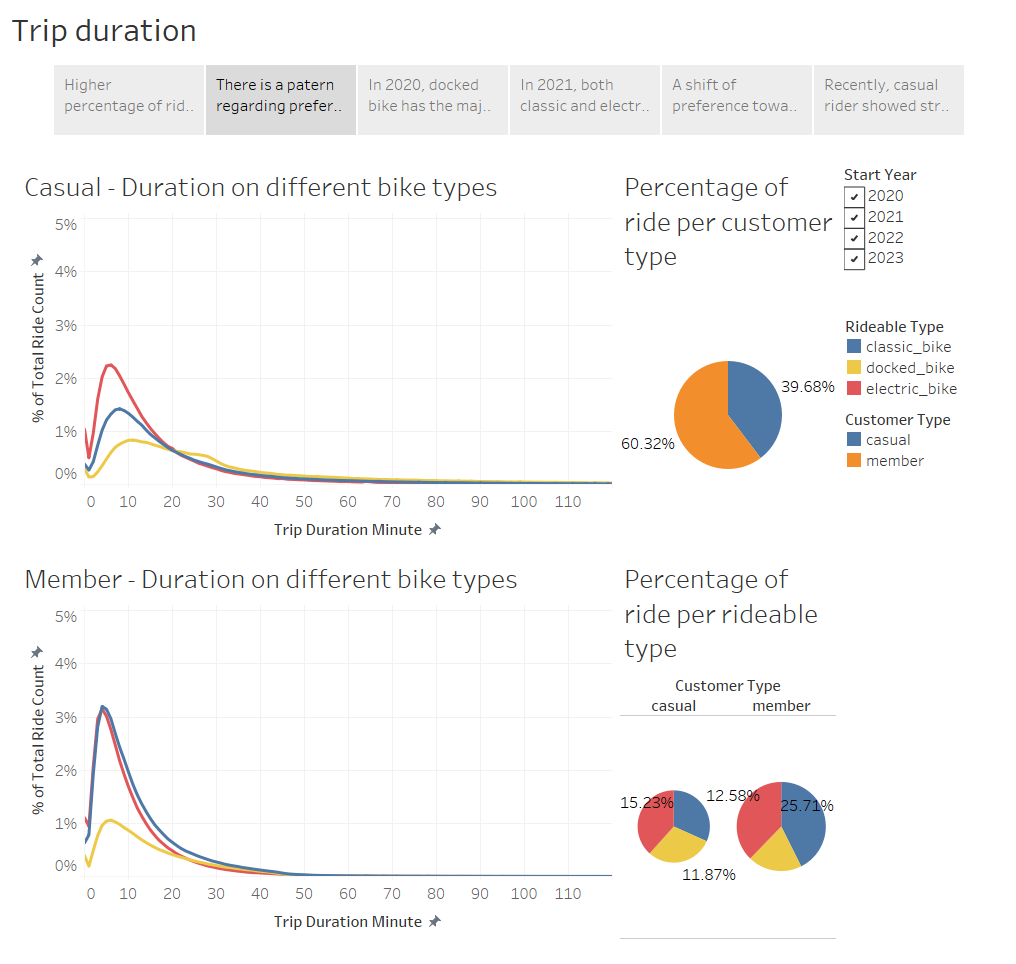 Trip duration
Higher
percentage of rid..
There is a patern
regarding prefer..
In 2020, docked
bike has the maj..
In 2021, both
classic and electr..
A shift of
preference towa..
Recently, casual
rider showed str..
Casual - Duration on different bike types
5%
4%
3%
2%
1%
0%
% of Total Ride Count
0 10 20 30 40 50 60 70 80 90 100 110
Trip Duration Minute
Percentage of
ride per customer
type
39.68%
60.32%
Start Year
2020
2021
2022
2023
Rideable Type
classic_bike
docked_bike
electric_bike
Customer Type
casual
member
Member - Duration on different bike types
5%
4%
3%
2%
1%
0%
% of Total Ride Count
0 10 20 30 40 50 60 70 80 90 100 110
Trip Duration Minute
Percentage of
ride per rideable
type
Customer Type
casual member
15.23% 12.58% 25.71%
11.87%